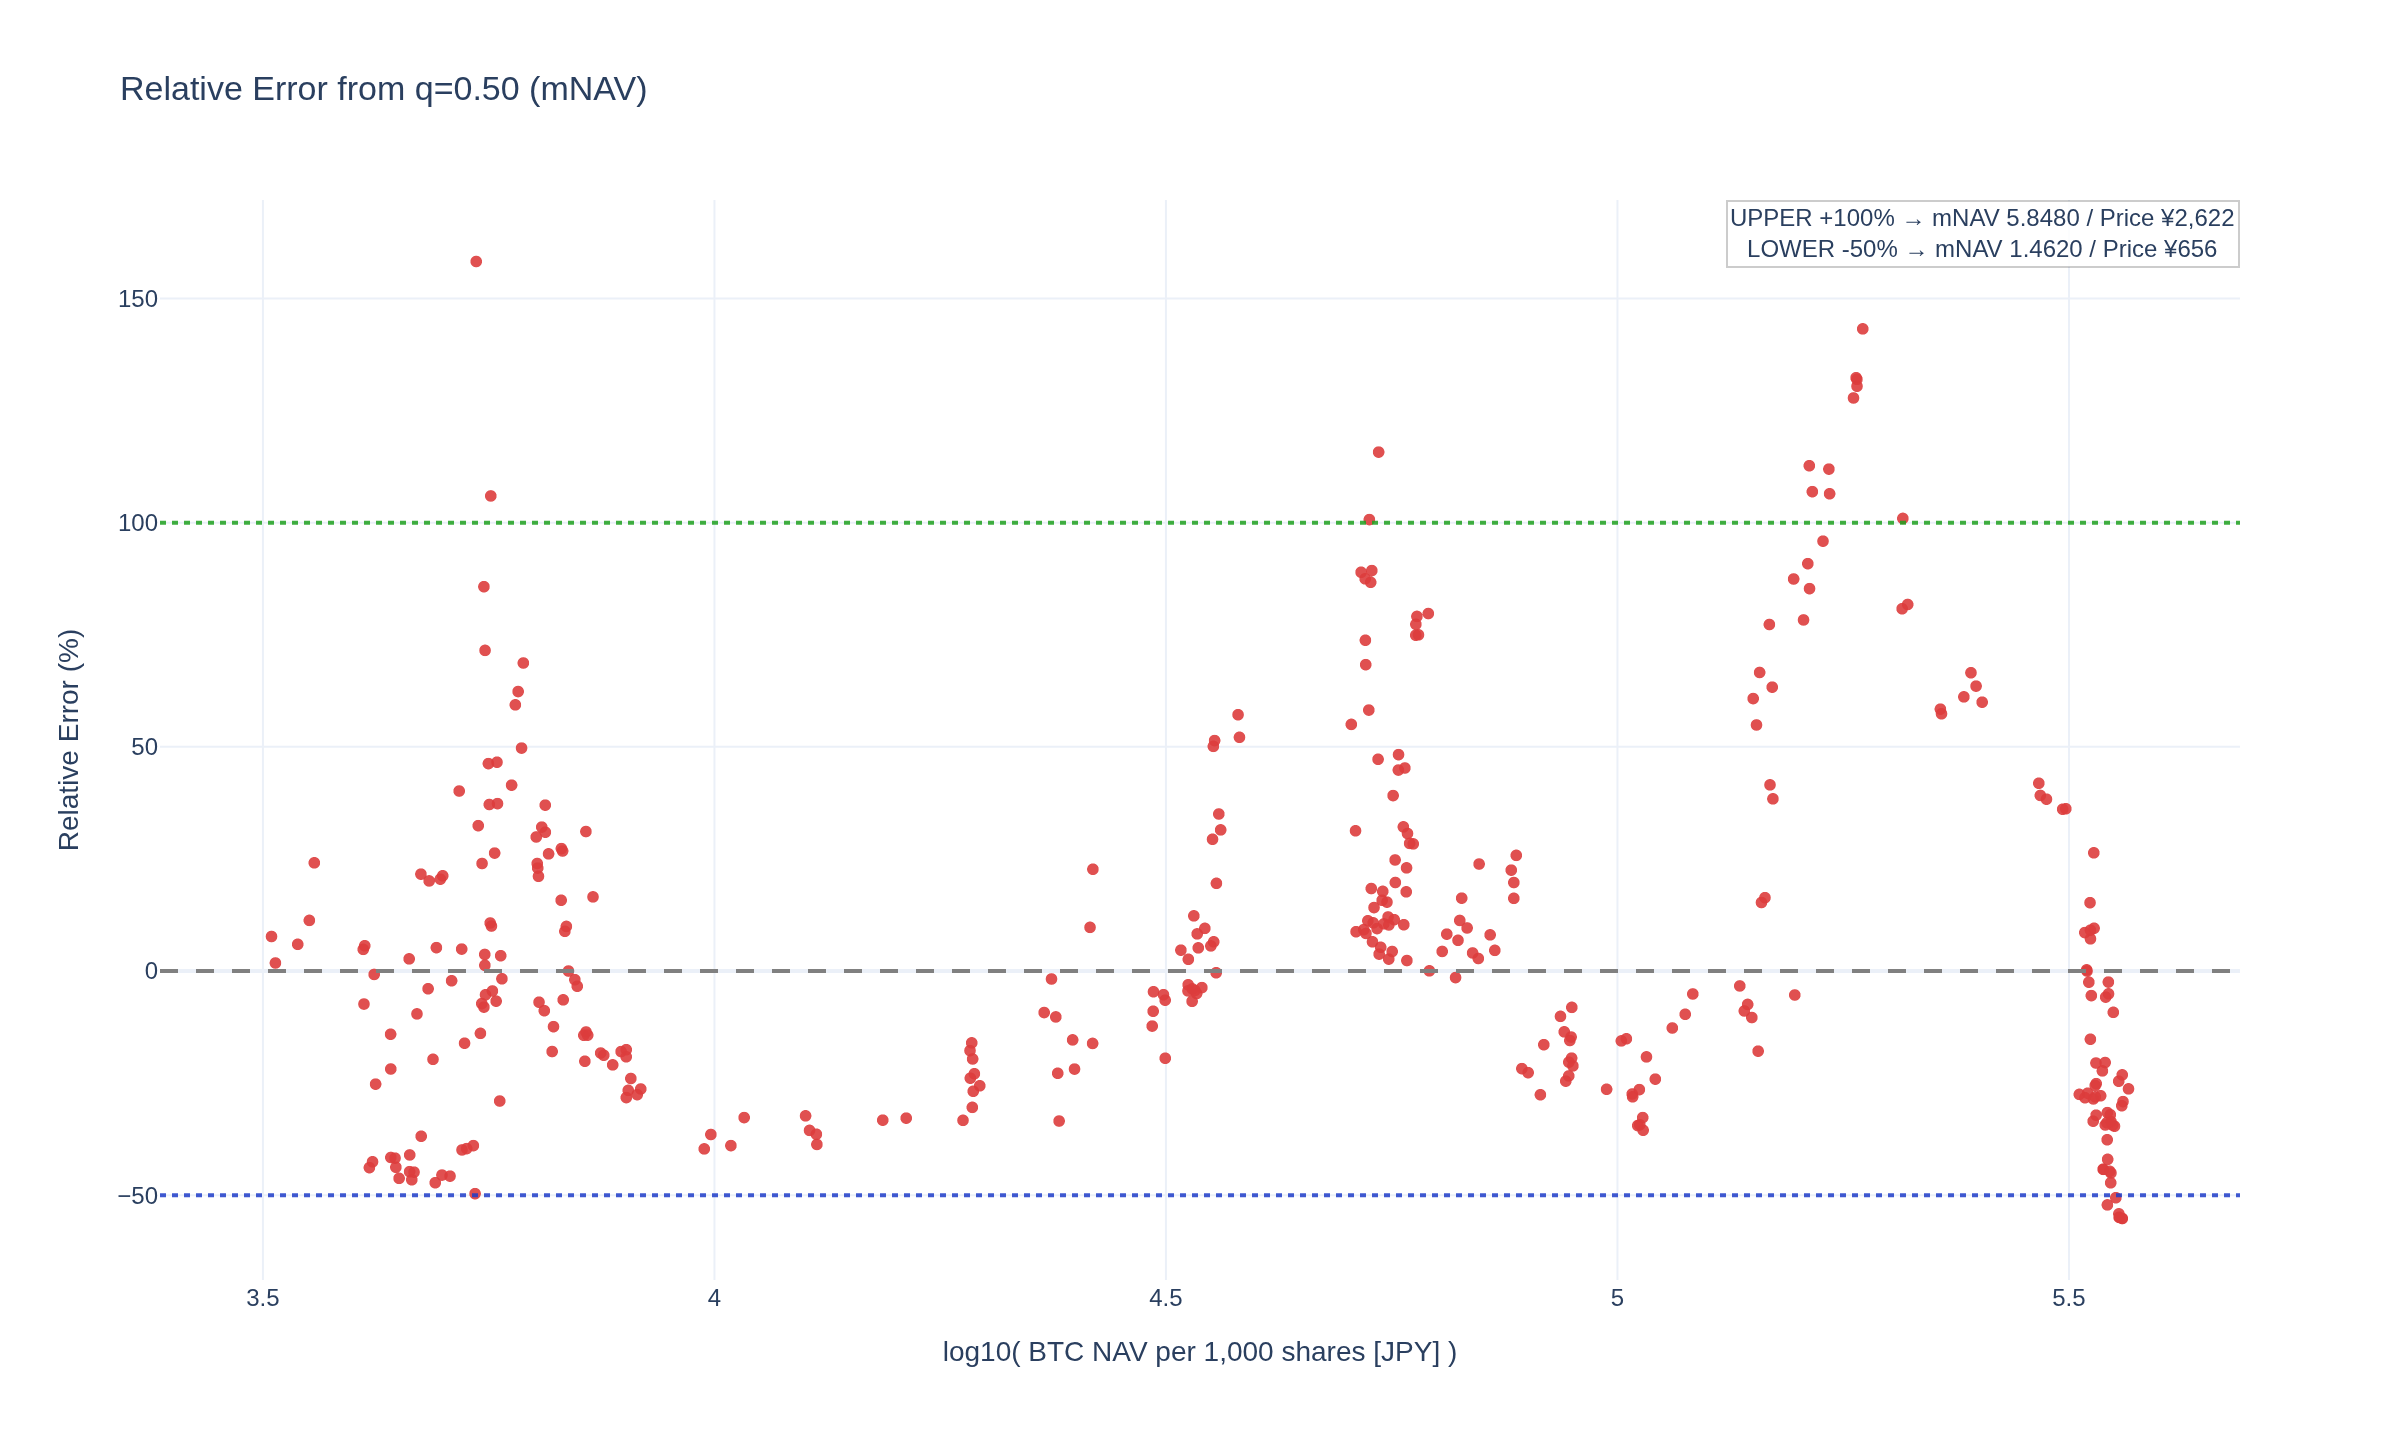 Relative Error from q=0.50 (mNAV)
UPPER +100% → mNAV 5.8480 / Price ¥2,622
LOWER -50% → mNAV 1.4620 / Price ¥656
150
100
50
0
−50
Relative Error (%)
3.5
4
4.5
5
5.5
log10( BTC NAV per 1,000 shares [JPY] )